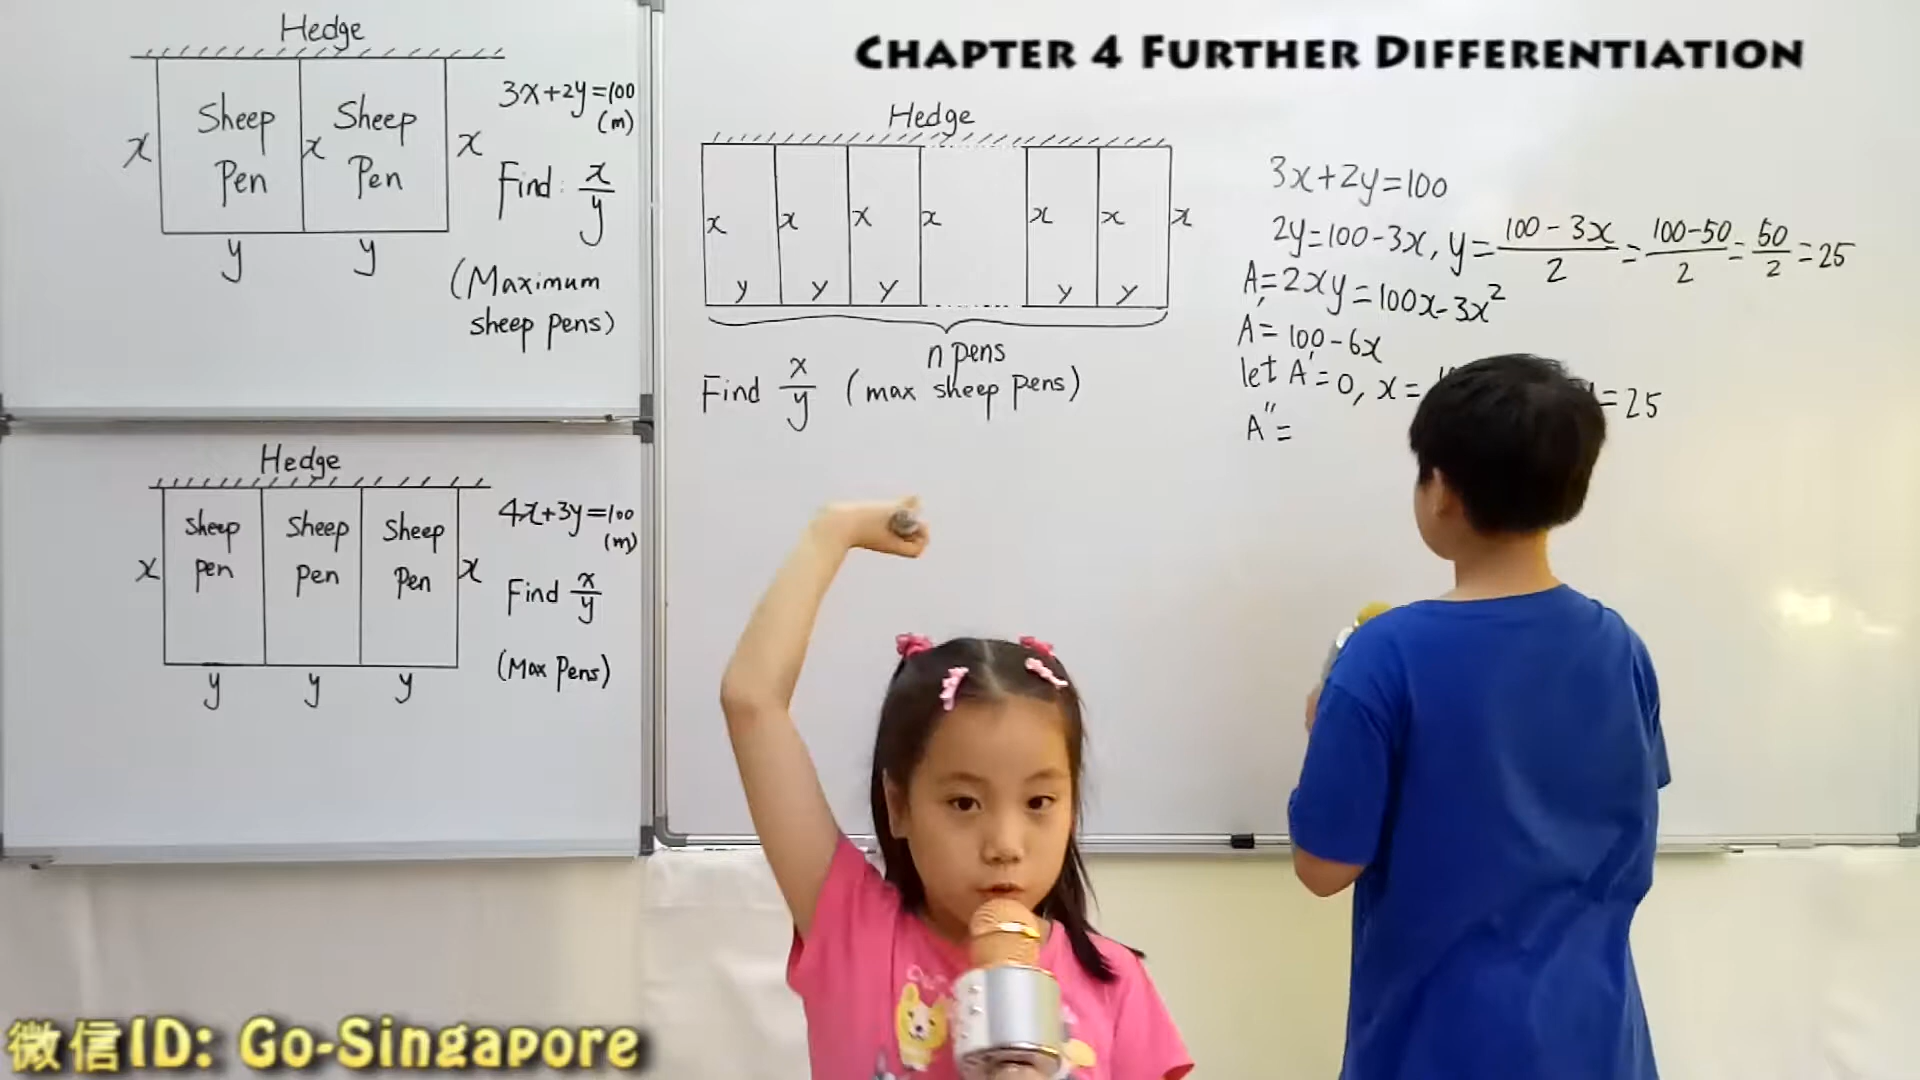 CHAPTER 4 FURTHER DIFFERENTIATION
Hedge
Sheep Pen
Sheep Pen
x
x
x
y
y
3x+2y=100
(m)
Find: x/y
(Maximum
sheep pens)
Hedge
Sheep pen
Sheep Pen
Sheep Pen
x
x
y
y
y
4x+3y=100
(m)
Find x/y
(Max Pens)
Hedge
x x x x x x x
y y y y y
n pens
Find x/y (max sheep pens)
3x+2y=100
2y=100-3x, y= (100-3x)/2 = (100-50)/2 = 50/2 = 25
A=2xy=100x-3x²
A'= 100-6x
let A'=0, x=
=25
A''=
微信ID: Go-Singapore